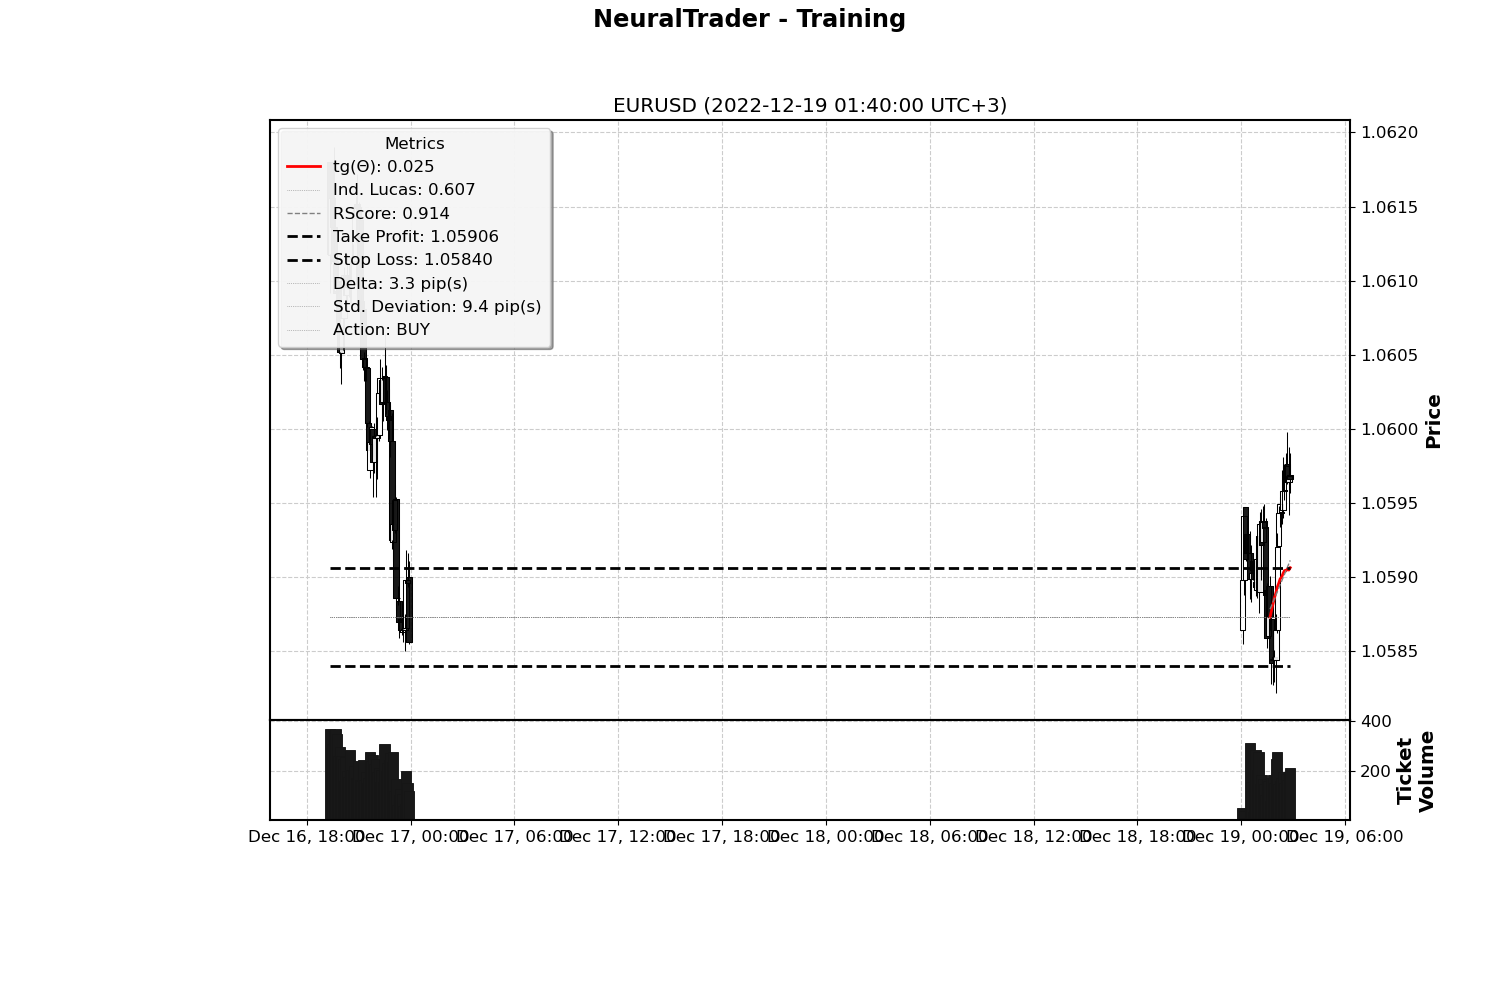 NeuralTrader - Training
EURUSD (2022-12-19 01:40:00 UTC+3)
Metrics
tg(Θ): 0.025
Ind. Lucas: 0.607
RScore: 0.914
Take Profit: 1.05906
Stop Loss: 1.05840
Delta: 3.3 pip(s)
Std. Deviation: 9.4 pip(s)
Action: BUY
1.0620
1.0615
1.0610
1.0605
1.0600
1.0595
1.0590
1.0585
Price
400
200
Ticket
Volume
Dec 16, 18:00
Dec 17, 00:00
Dec 17, 06:00
Dec 17, 12:00
Dec 17, 18:00
Dec 18, 00:00
Dec 18, 06:00
Dec 18, 12:00
Dec 18, 18:00
Dec 19, 00:00
Dec 19, 06:00